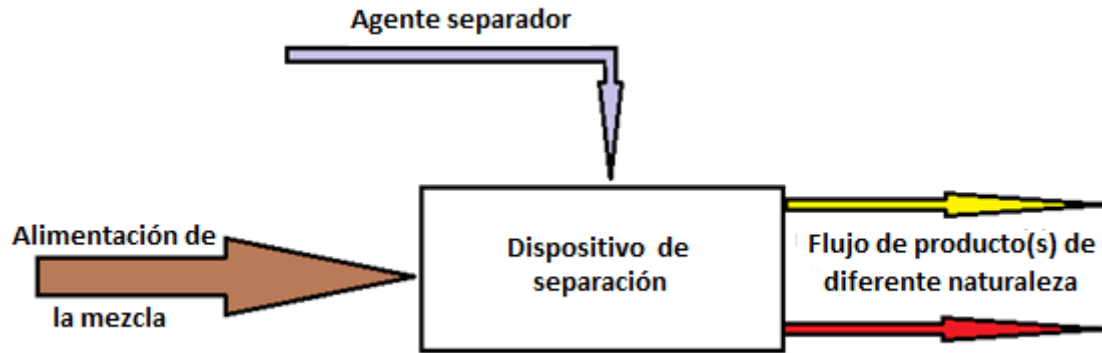 Agente separador
Alimentación de
la mezcla
Dispositivo de
separación
Flujo de producto(s) de
diferente naturaleza